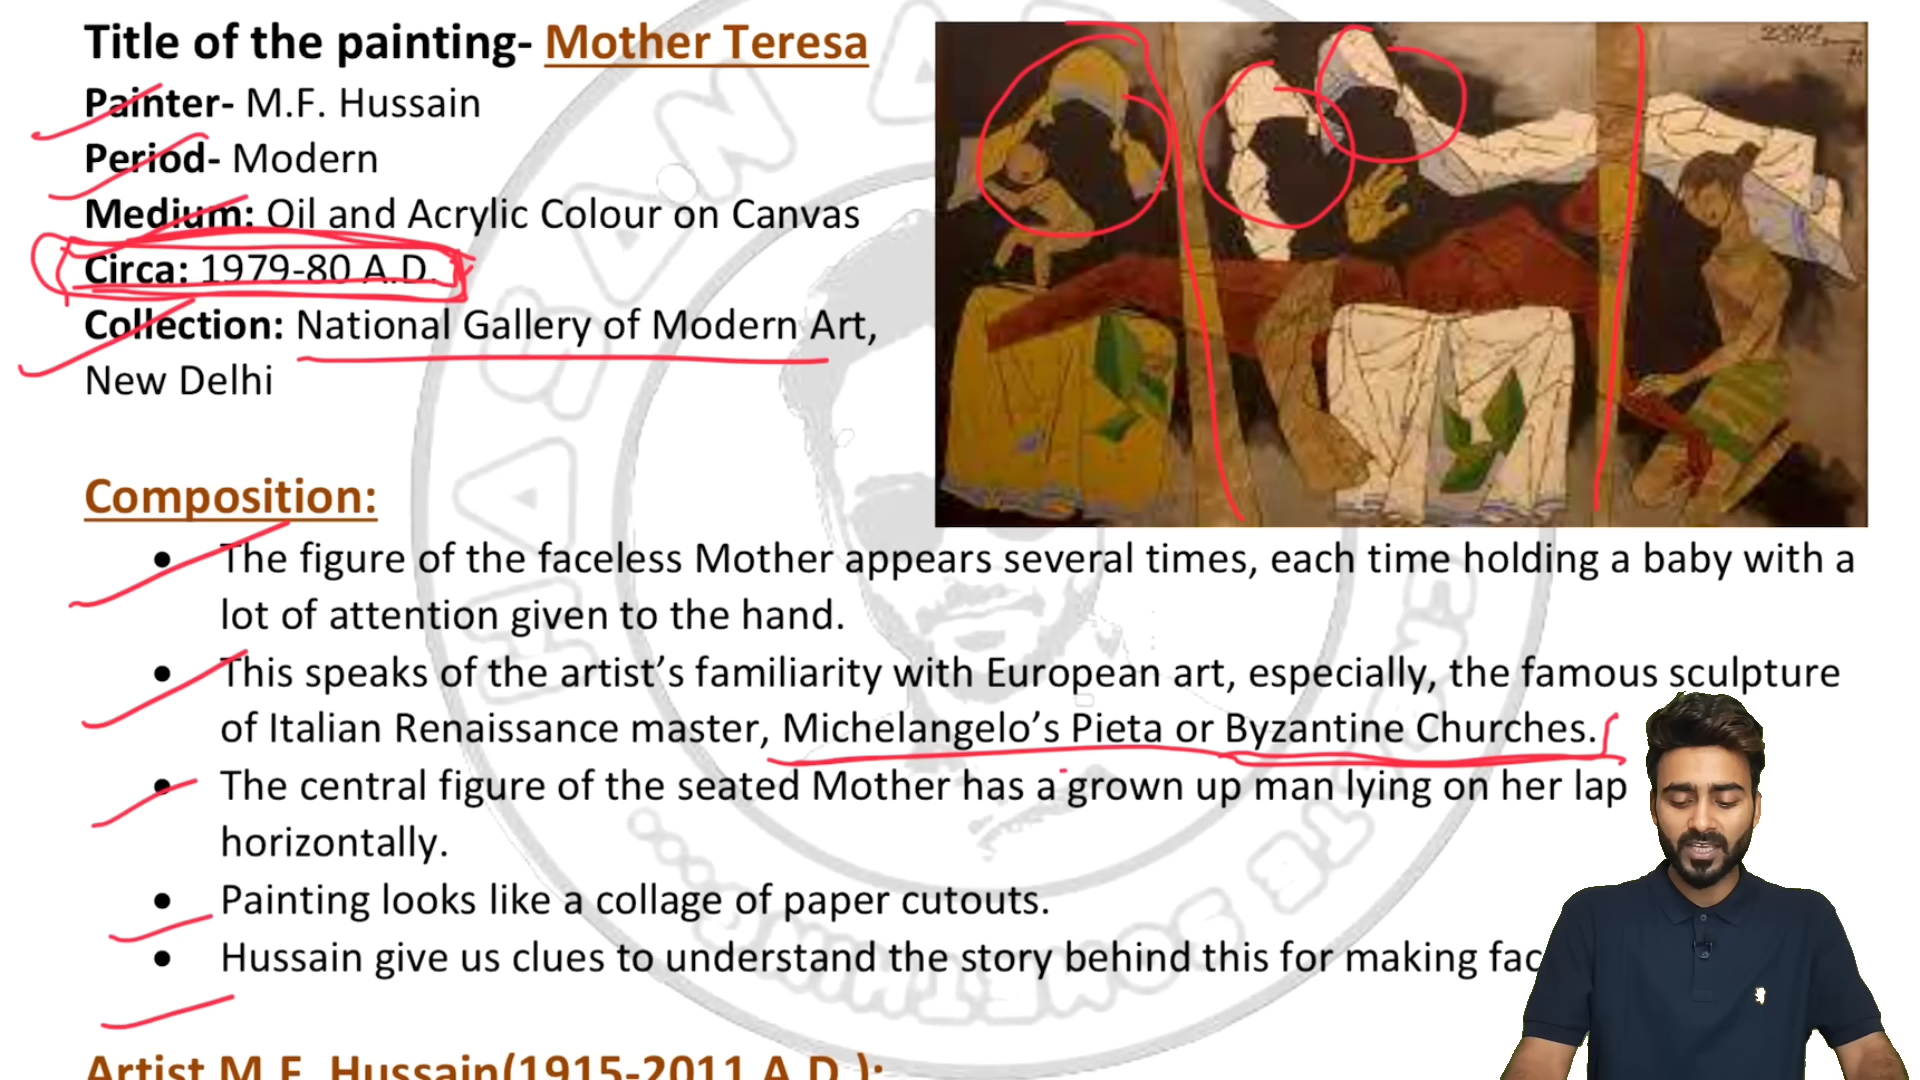 Title of the painting- Mother Teresa
Painter- M.F. Hussain
Period- Modern
Medium: Oil and Acrylic Colour on Canvas
Circa: 1979-80 A.D.
Collection: National Gallery of Modern Art,
New Delhi
Composition:
• The figure of the faceless Mother appears several times, each time holding a baby with a
lot of attention given to the hand.
• This speaks of the artist’s familiarity with European art, especially, the famous sculpture
of Italian Renaissance master, Michelangelo’s Pieta or Byzantine Churches.
• The central figure of the seated Mother has a grown up man lying on her lap
horizontally.
• Painting looks like a collage of paper cutouts.
• Hussain give us clues to understand the story behind this for making fac
Artist M.F. Hussain(1915-2011 A.D.):